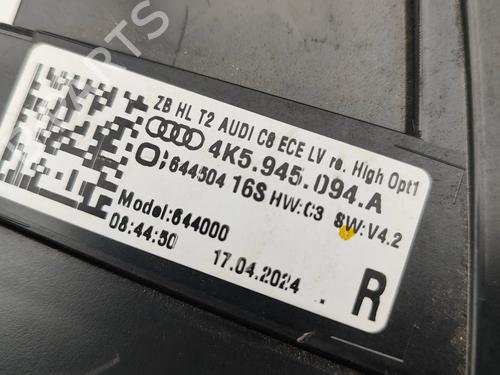 ZB HL T2 AUDI C8 ECE LV re. High Opt1
4K5.945.094.A
644504 16S HW:C3 SW:V4.2
Model:644000
08:44:50 17.04.2024
R
PARTS